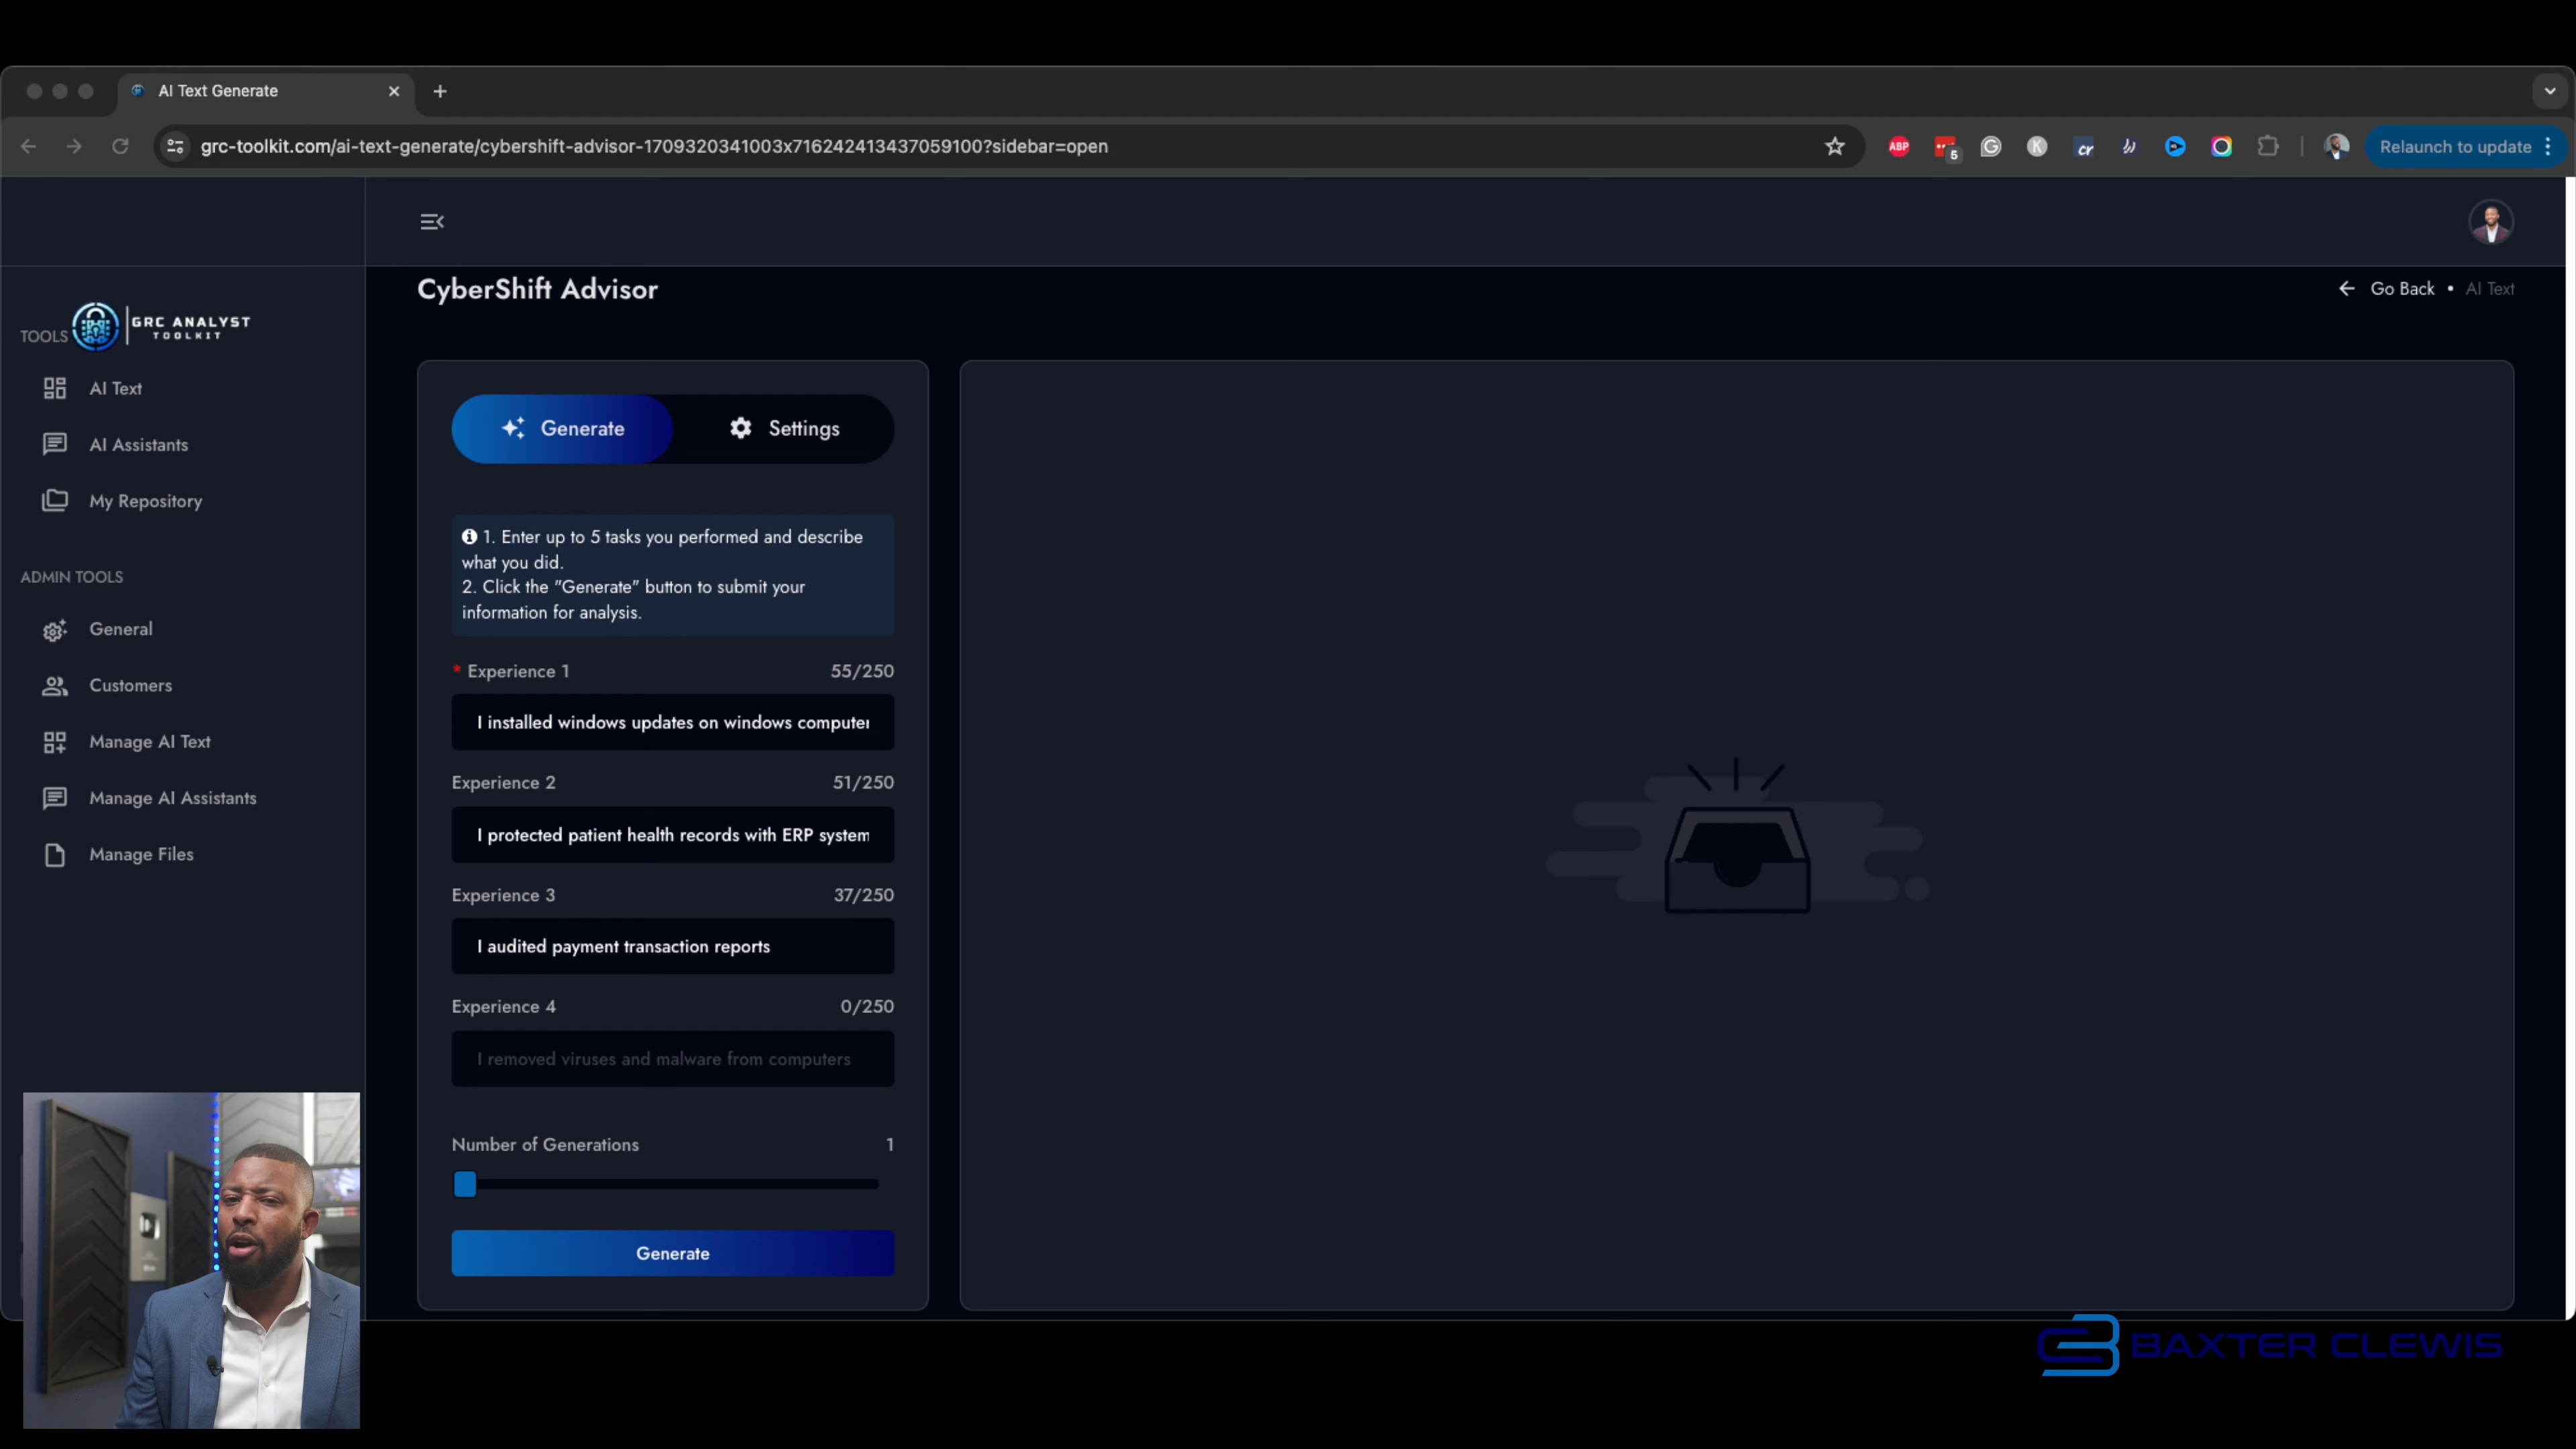 AI Text Generate
grc-toolkit.com/ai-text-generate/cybershift-advisor-1709320341003x716242413437059100?sidebar=open
ABP
5
G
K
cr
Relaunch to update
CyberShift Advisor
Go Back • AI Text
TOOLS
GRC ANALYST
TOOLKIT
AI Text
AI Assistants
My Repository
ADMIN TOOLS
General
Customers
Manage AI Text
Manage AI Assistants
Manage Files
Generate
Settings
1. Enter up to 5 tasks you performed and describe
what you did.
2. Click the "Generate" button to submit your
information for analysis.
* Experience 1 55/250
I installed windows updates on windows computer
Experience 2 51/250
I protected patient health records with ERP system
Experience 3 37/250
I audited payment transaction reports
Experience 4 0/250
I removed viruses and malware from computers
Number of Generations 1
Generate
BAXTER CLEWIS